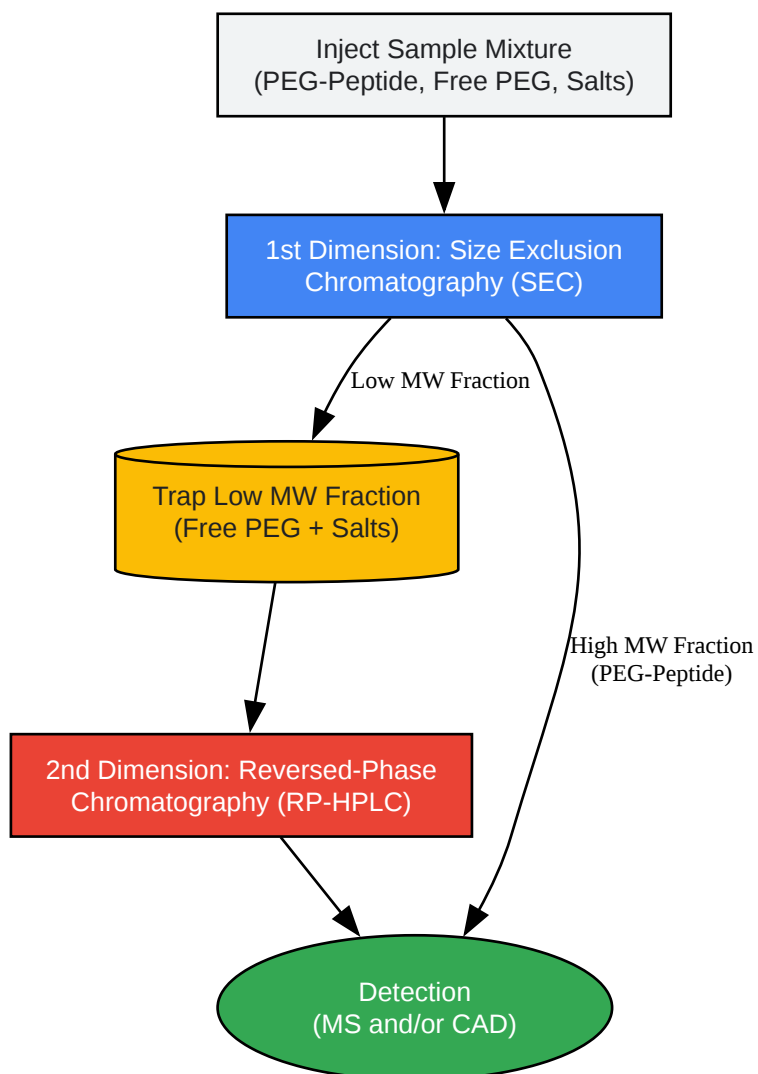 Inject Sample Mixture
(PEG-Peptide, Free PEG, Salts)
1st Dimension: Size Exclusion
Chromatography (SEC)
Low MW Fraction
Trap Low MW Fraction
(Free PEG + Salts)
High MW Fraction
(PEG-Peptide)
2nd Dimension: Reversed-Phase
Chromatography (RP-HPLC)
Detection
(MS and/or CAD)